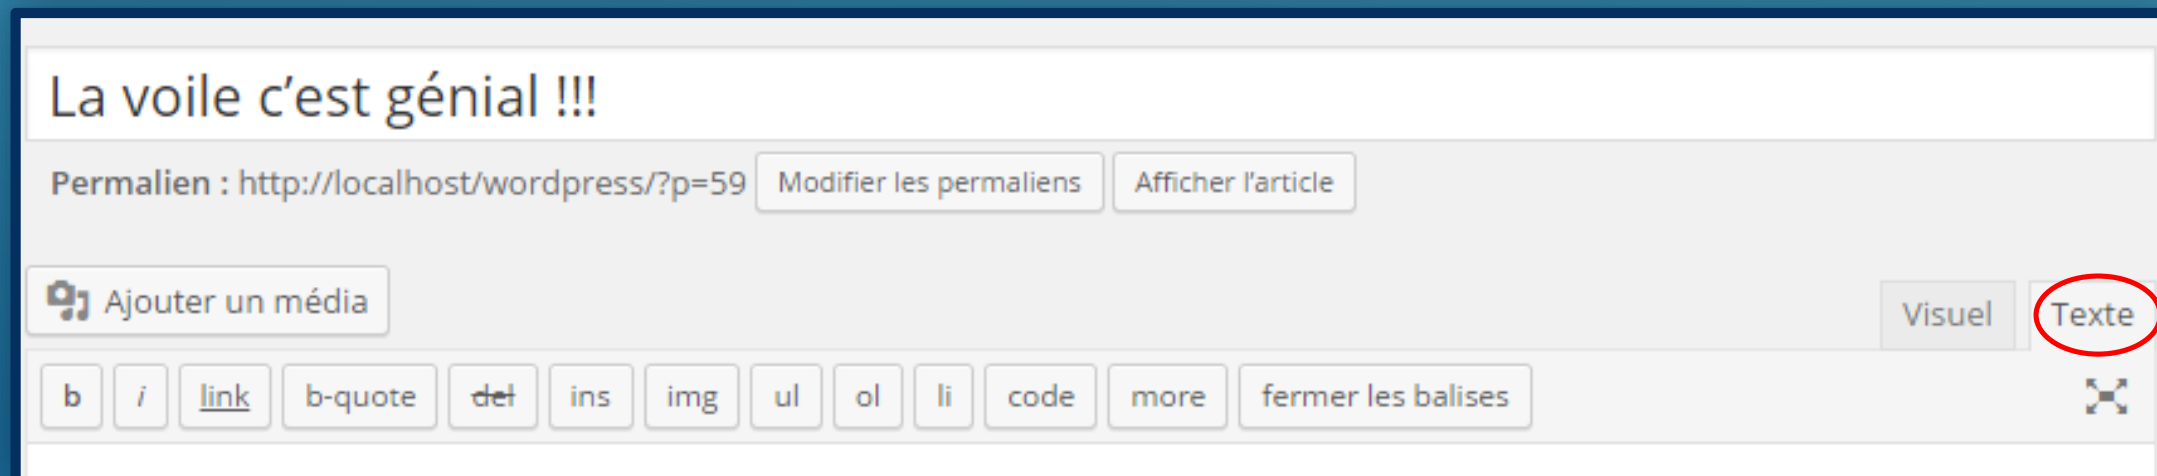 La voile c’est génial !!!
Permalien : http://localhost/wordpress/?p=59 Modifier les permaliens Afficher l’article
Ajouter un média Visuel Texte
b i link b-quote del ins img ul ol li code more fermer les balises